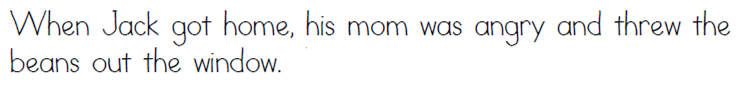 When Jack got home, his mom was angry and threw the
beans out the window.